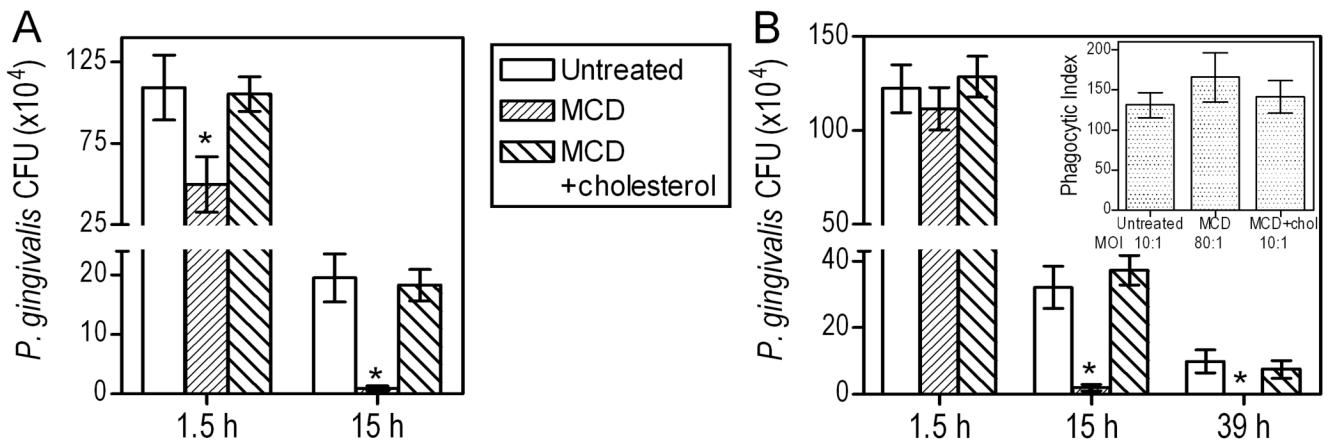 A
P. gingivalis CFU (x10⁴)
125
75
25
20
10
0
*
*
1.5 h
15 h
Untreated
MCD
MCD
+cholesterol
B
P. gingivalis CFU (x10⁴)
150
100
50
40
20
0
*
*
1.5 h
15 h
39 h
Phagocytic Index
200
150
100
50
0
Untreated MCD MCD+chol
MOI 10:1 80:1 10:1